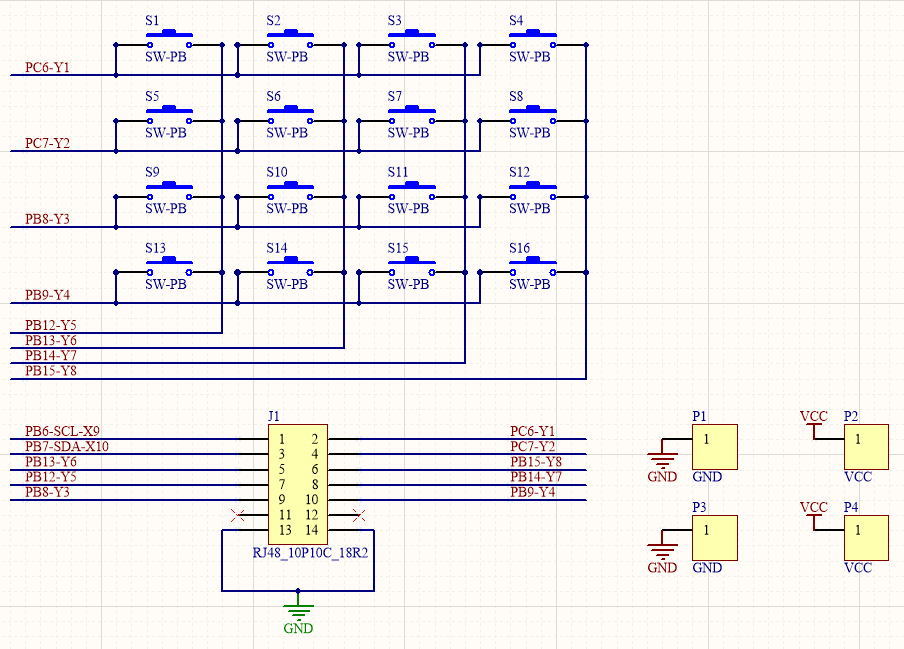 S1 S2 S3 S4
SW-PB SW-PB SW-PB SW-PB
PC6-Y1
S5 S6 S7 S8
SW-PB SW-PB SW-PB SW-PB
PC7-Y2
S9 S10 S11 S12
SW-PB SW-PB SW-PB SW-PB
PB8-Y3
S13 S14 S15 S16
SW-PB SW-PB SW-PB SW-PB
PB9-Y4
PB12-Y5
PB13-Y6
PB14-Y7
PB15-Y8
J1
PB6-SCL-X9 1 2 PC6-Y1
PB7-SDA-X10 3 4 PC7-Y2
PB13-Y6 5 6 PB15-Y8
PB12-Y5 7 8 PB14-Y7
PB8-Y3 9 10 PB9-Y4
11 12
13 14
RJ48_10P10C_18R2
GND
P1
1
GND GND
VCC P2
1
VCC
P3
1
GND GND
VCC P4
1
VCC